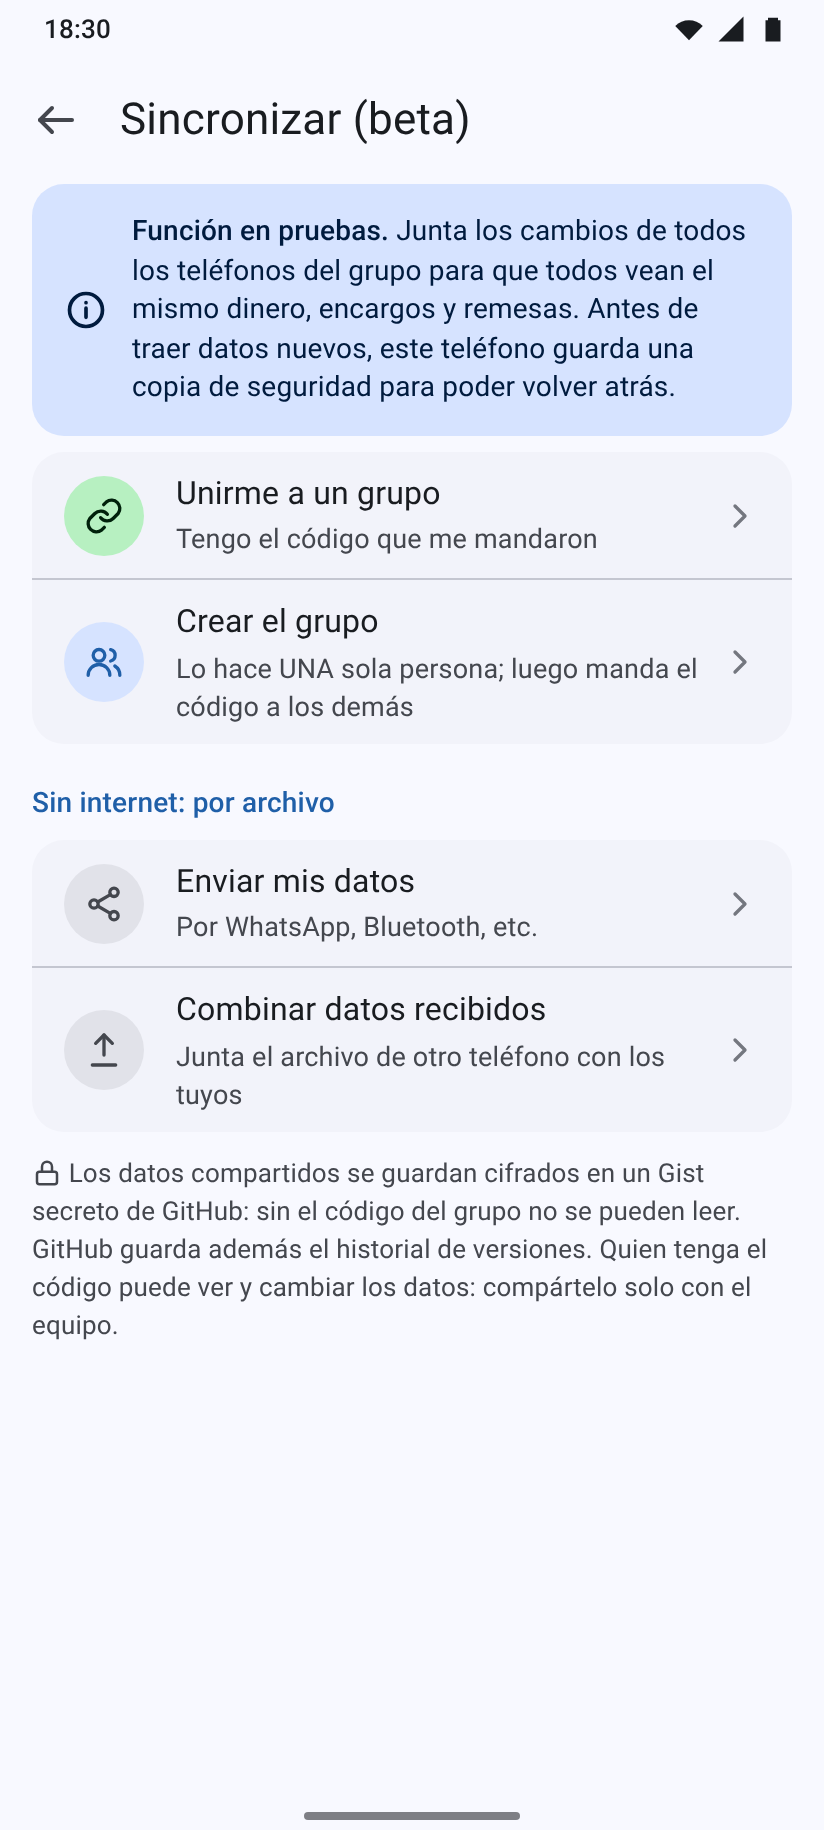 18:30
Sincronizar (beta)
Función en pruebas. Junta los cambios de todos
los teléfonos del grupo para que todos vean el
mismo dinero, encargos y remesas. Antes de
traer datos nuevos, este teléfono guarda una
copia de seguridad para poder volver atrás.
Unirme a un grupo
Tengo el código que me mandaron
Crear el grupo
Lo hace UNA sola persona; luego manda el
código a los demás
Sin internet: por archivo
Enviar mis datos
Por WhatsApp, Bluetooth, etc.
Combinar datos recibidos
Junta el archivo de otro teléfono con los
tuyos
Los datos compartidos se guardan cifrados en un Gist
secreto de GitHub: sin el código del grupo no se pueden leer.
GitHub guarda además el historial de versiones. Quien tenga el
código puede ver y cambiar los datos: compártelo solo con el
equipo.